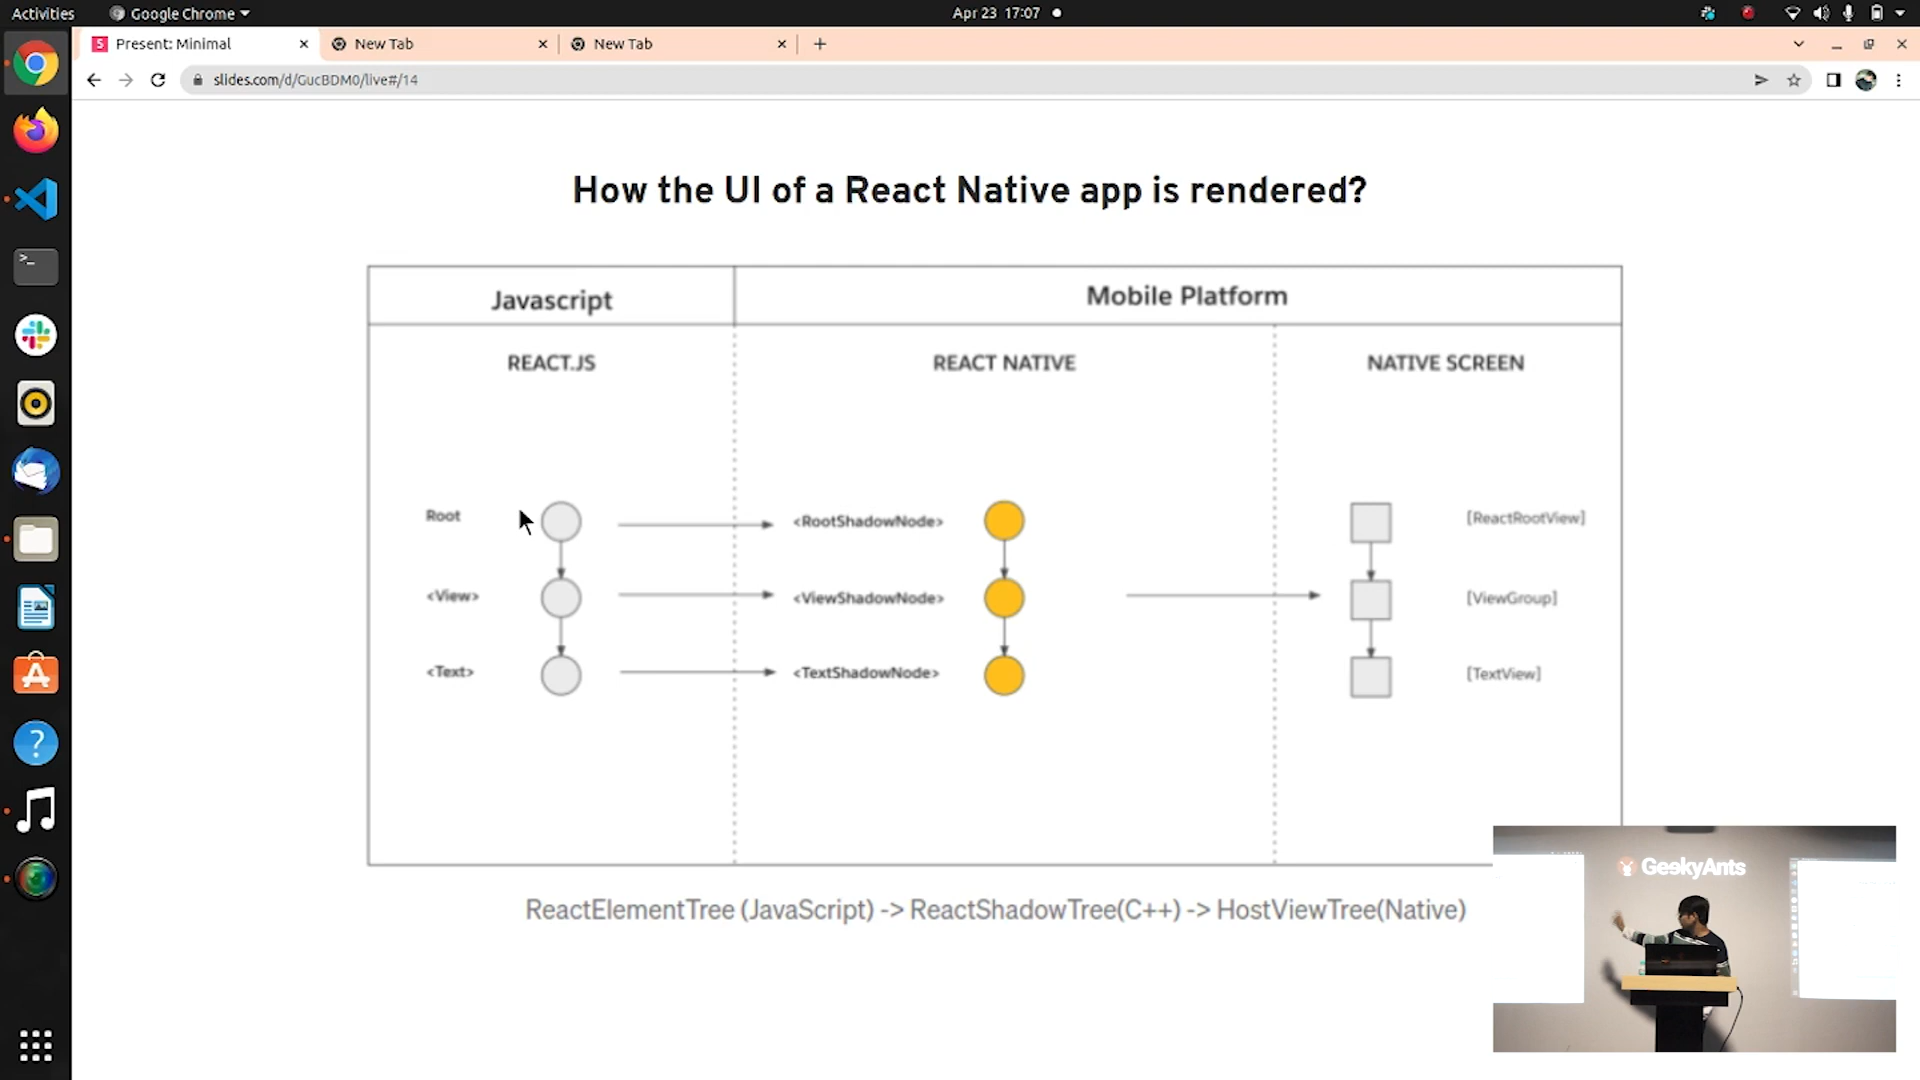 Activities
Google Chrome
Apr 23 17:07
Present: Minimal
New Tab
New Tab
slides.com/d/GucBDM0/live#/14
How the UI of a React Native app is rendered?
Javascript
Mobile Platform
REACT.JS
REACT NATIVE
NATIVE SCREEN
Root
<RootShadowNode>
[ReactRootView]
<View>
<ViewShadowNode>
[ViewGroup]
<Text>
<TextShadowNode>
[TextView]
ReactElementTree (JavaScript) -> ReactShadowTree(C++) -> HostViewTree(Native)
GeekyAnts